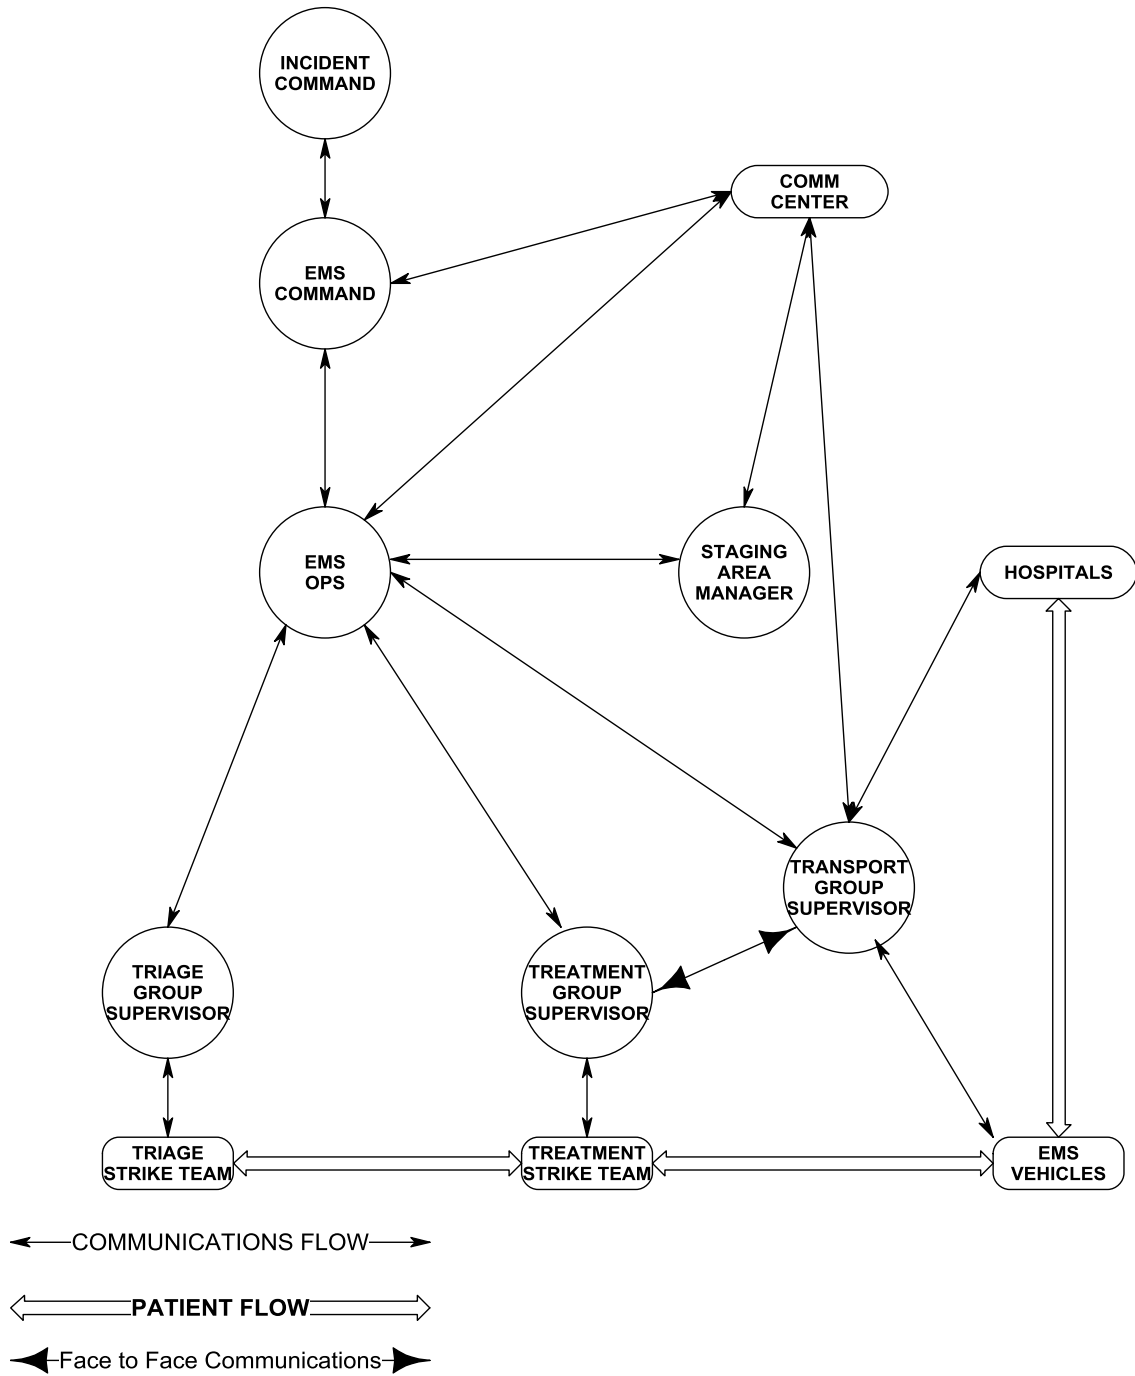 INCIDENT
COMMAND
COMM
CENTER
EMS
COMMAND
EMS
OPS
STAGING
AREA
MANAGER
HOSPITALS
TRANSPORT
GROUP
SUPERVISOR
TRIAGE
GROUP
SUPERVISOR
TREATMENT
GROUP
SUPERVISOR
TRIAGE
STRIKE TEAM
TREATMENT
STRIKE TEAM
EMS
VEHICLES
COMMUNICATIONS FLOW
PATIENT FLOW
Face to Face Communications